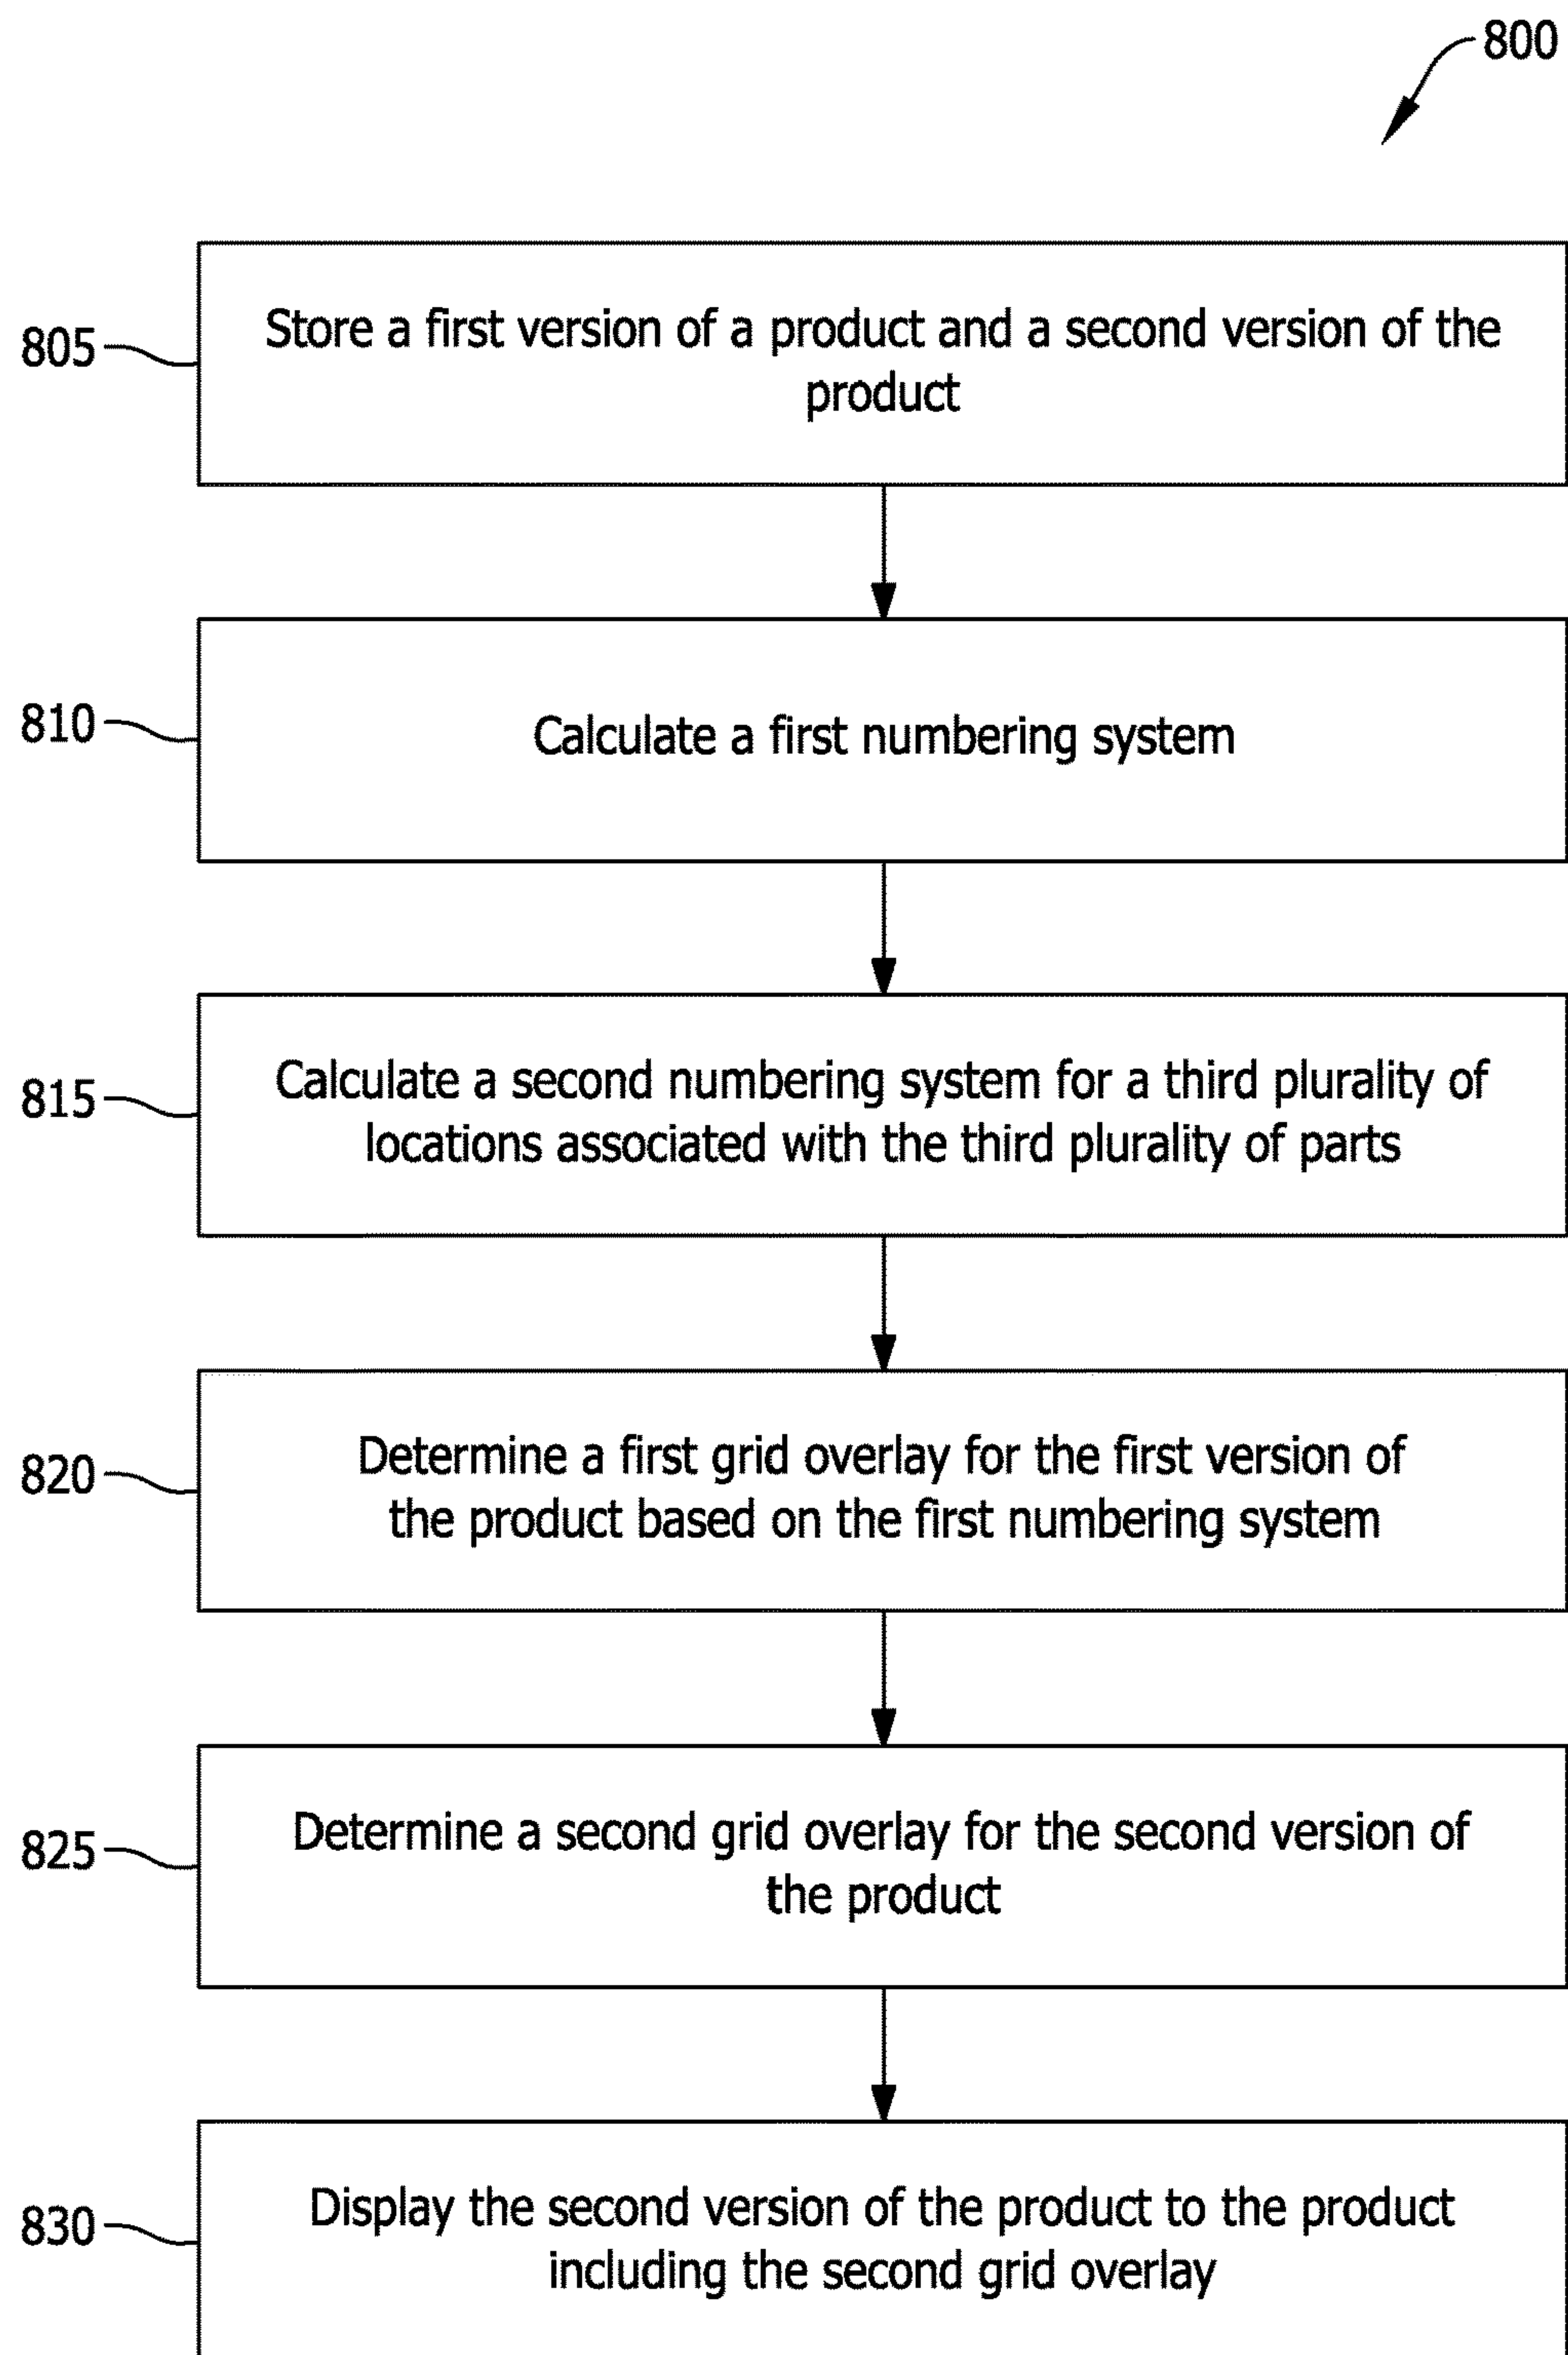 800
805
Store a first version of a product and a second version of the
product
810
Calculate a first numbering system
815
Calculate a second numbering system for a third plurality of
locations associated with the third plurality of parts
820
Determine a first grid overlay for the first version of
the product based on the first numbering system
825
Determine a second grid overlay for the second version of
the product
830
Display the second version of the product to the product
including the second grid overlay